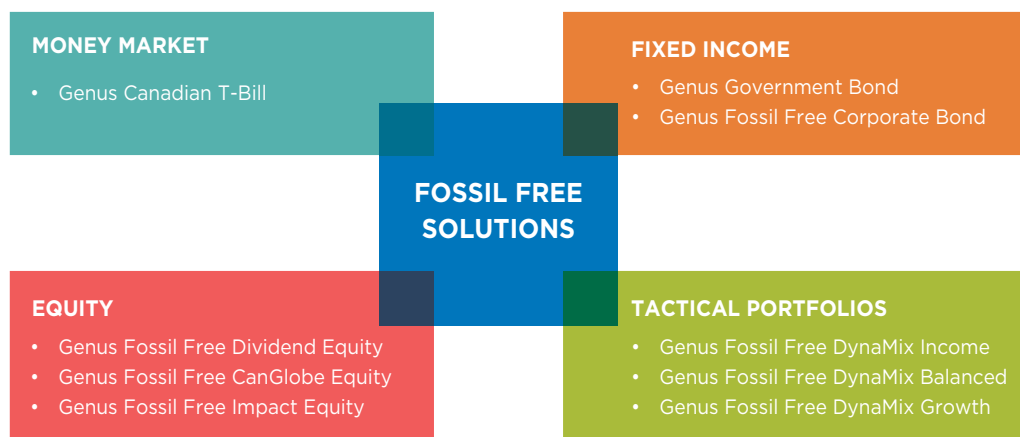 MONEY MARKET
• Genus Canadian T-Bill
FIXED INCOME
• Genus Government Bond
• Genus Fossil Free Corporate Bond
FOSSIL FREE
SOLUTIONS
EQUITY
• Genus Fossil Free Dividend Equity
• Genus Fossil Free CanGlobe Equity
• Genus Fossil Free Impact Equity
TACTICAL PORTFOLIOS
• Genus Fossil Free DynaMix Income
• Genus Fossil Free DynaMix Balanced
• Genus Fossil Free DynaMix Growth